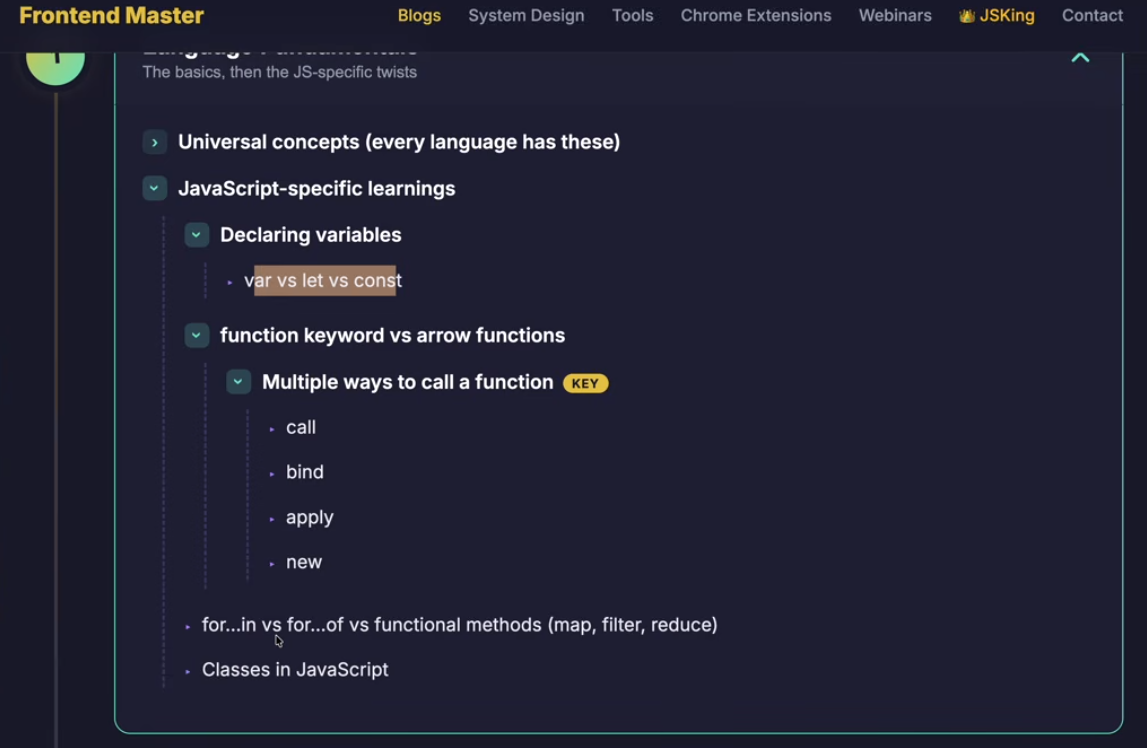 Frontend Master
Blogs System Design Tools Chrome Extensions Webinars JSKing Contact
The basics, then the JS-specific twists
Universal concepts (every language has these)
JavaScript-specific learnings
Declaring variables
var vs let vs const
function keyword vs arrow functions
Multiple ways to call a function KEY
call
bind
apply
new
for...in vs for...of vs functional methods (map, filter, reduce)
Classes in JavaScript